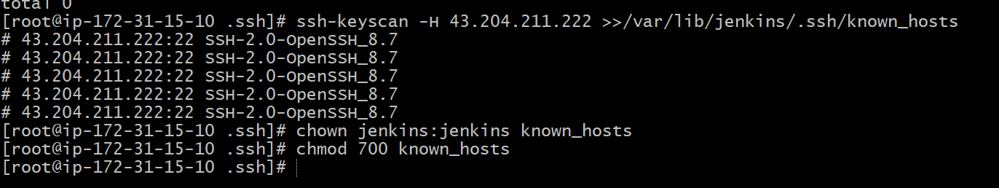 total 0
[root@ip-172-31-15-10 .ssh]# ssh-keyscan -H 43.204.211.222 >>/var/lib/jenkins/.ssh/known_hosts
# 43.204.211.222:22 SSH-2.0-OpenSSH_8.7
# 43.204.211.222:22 SSH-2.0-OpenSSH_8.7
# 43.204.211.222:22 SSH-2.0-OpenSSH_8.7
# 43.204.211.222:22 SSH-2.0-OpenSSH_8.7
# 43.204.211.222:22 SSH-2.0-OpenSSH_8.7
[root@ip-172-31-15-10 .ssh]# chown jenkins:jenkins known_hosts
[root@ip-172-31-15-10 .ssh]# chmod 700 known_hosts
[root@ip-172-31-15-10 .ssh]#